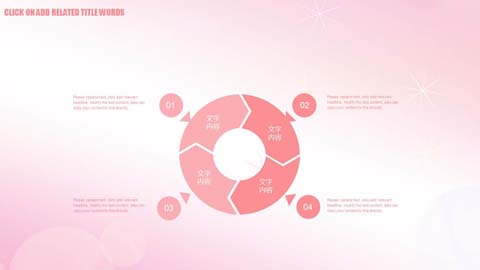 CLICK ON ADD RELATED TITLE WORDS
01
Please replace text, click add relevant
headline, modify the text content, also can
copy your content to this directly.
02
Please replace text, click add relevant
headline, modify the text content, also can
copy your content to this directly.
文字
内容
文字
内容
文字
内容
文字
内容
03
Please replace text, click add relevant
headline, modify the text content, also can
copy your content to this directly.
04
Please replace text, click add relevant
headline, modify the text content, also can
copy your content to this directly.